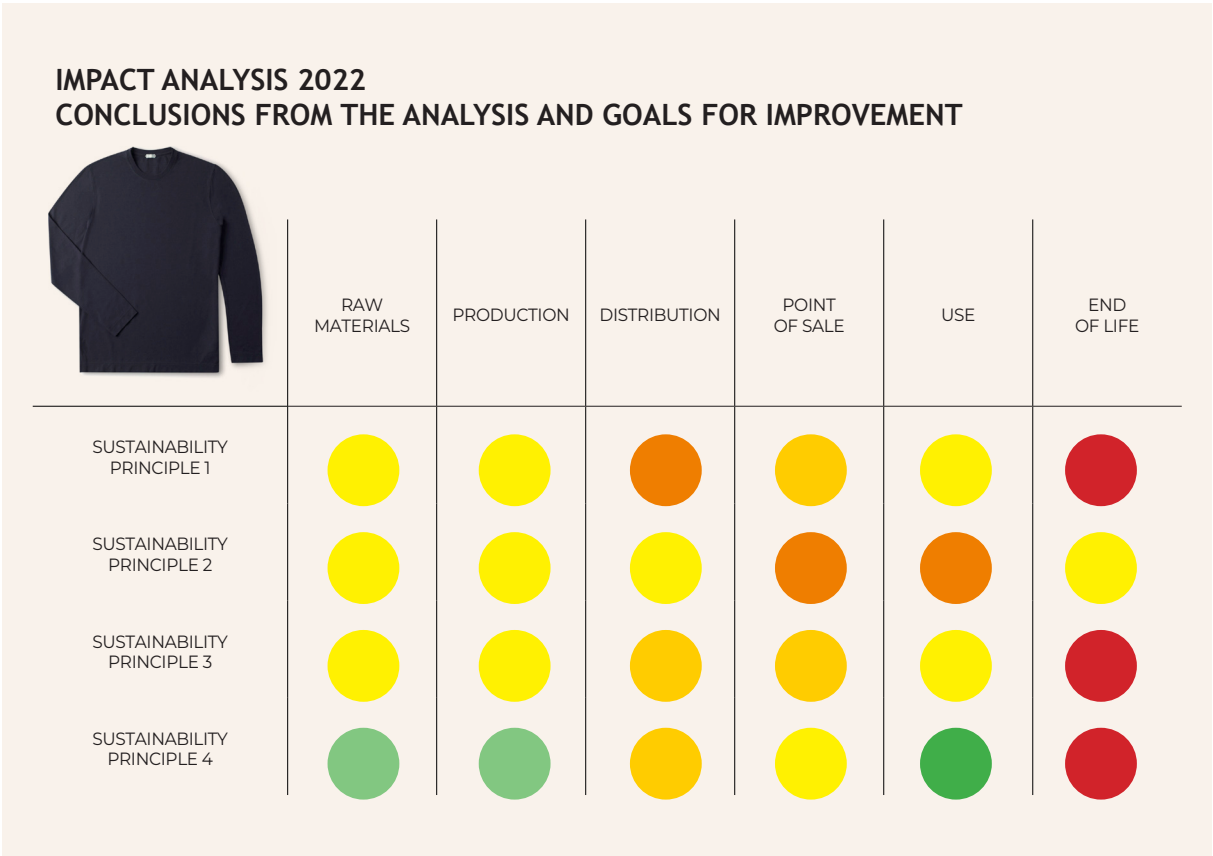 IMPACT ANALYSIS 2022
CONCLUSIONS FROM THE ANALYSIS AND GOALS FOR IMPROVEMENT
RAW
MATERIALS
PRODUCTION
DISTRIBUTION
POINT
OF SALE
USE
END
OF LIFE
SUSTAINABILITY
PRINCIPLE 1
SUSTAINABILITY
PRINCIPLE 2
SUSTAINABILITY
PRINCIPLE 3
SUSTAINABILITY
PRINCIPLE 4